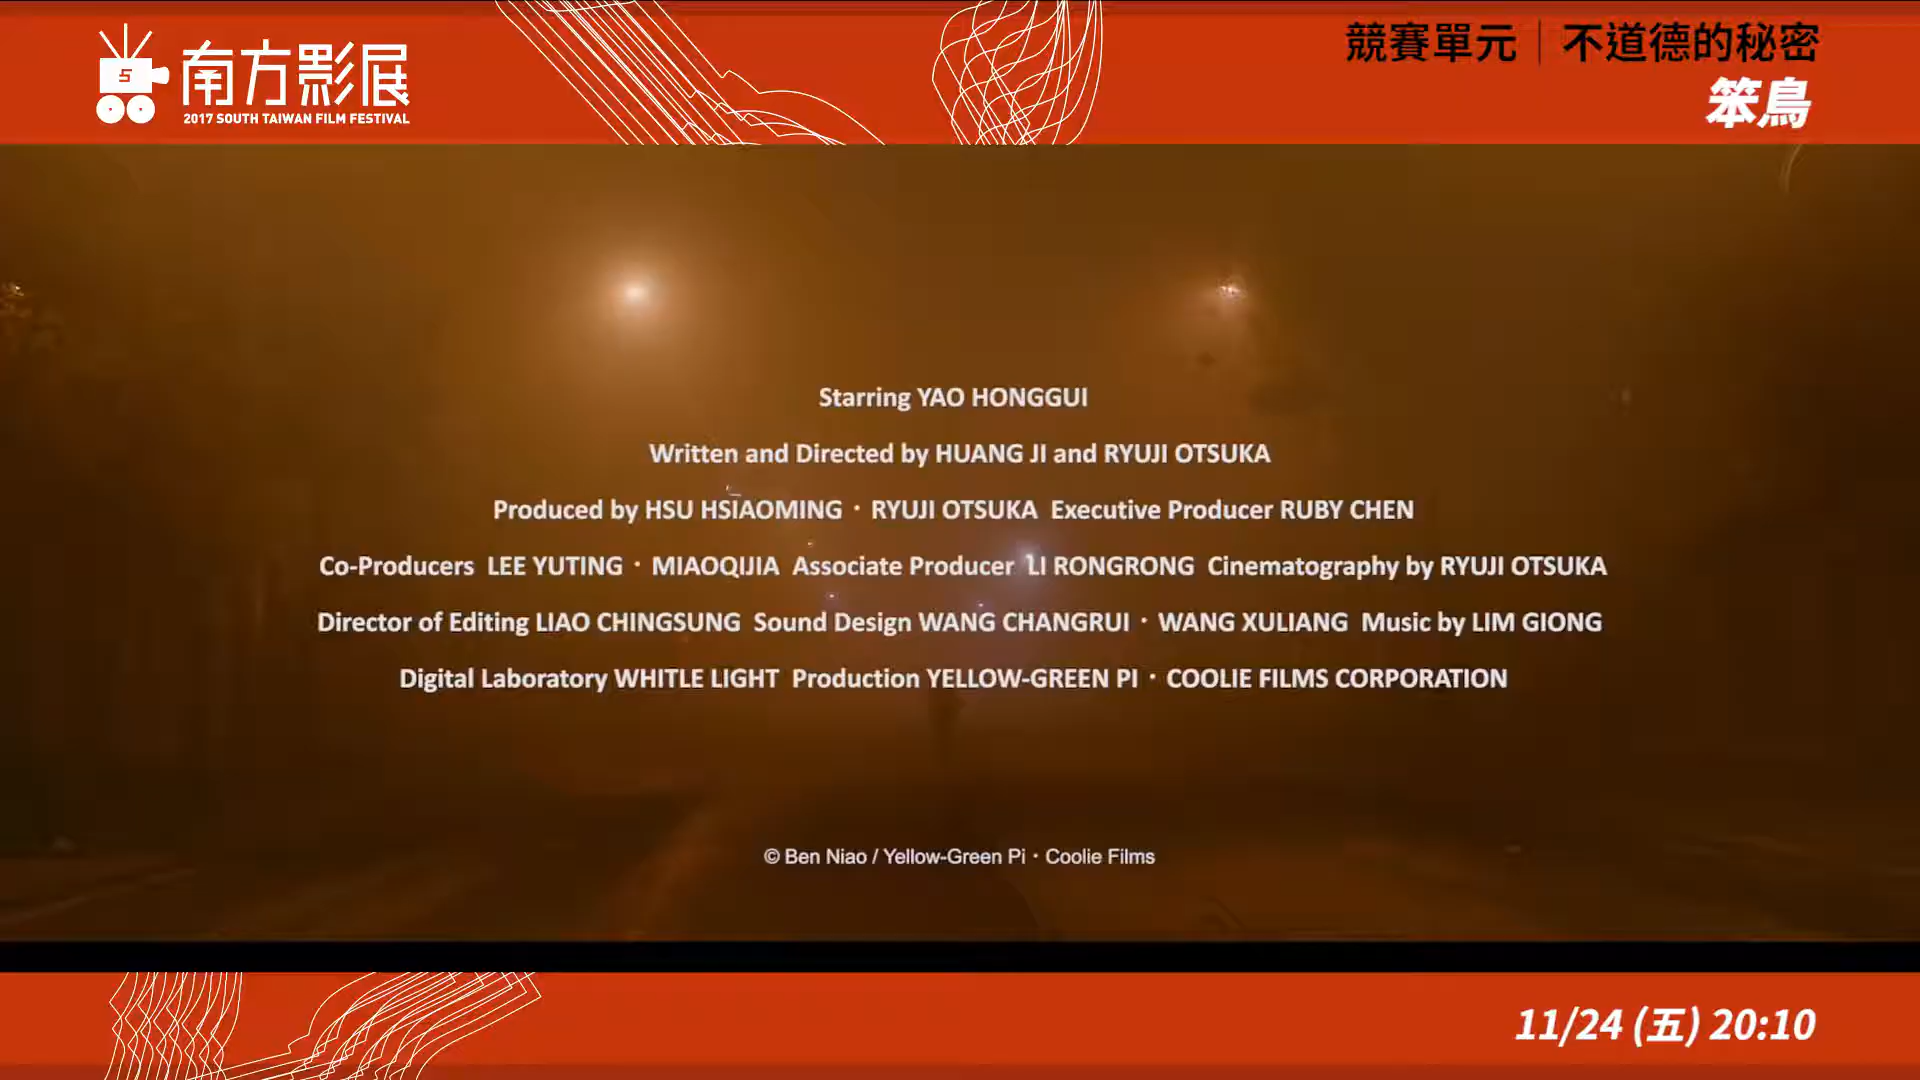 南方影展
2017 SOUTH TAIWAN FILM FESTIVAL
5
競賽單元｜不道德的秘密
笨鳥
Starring YAO HONGGUI
Written and Directed by HUANG JI and RYUJI OTSUKA
Produced by HSU HSIAOMING・RYUJI OTSUKA Executive Producer RUBY CHEN
Co-Producers LEE YUTING・MIAOQIJIA Associate Producer LI RONGRONG Cinematography by RYUJI OTSUKA
Director of Editing LIAO CHINGSUNG Sound Design WANG CHANGRUI・WANG XULIANG Music by LIM GIONG
Digital Laboratory WHITLE LIGHT Production YELLOW-GREEN PI・COOLIE FILMS CORPORATION
© Ben Niao / Yellow-Green Pi・Coolie Films
11/24 (五) 20:10